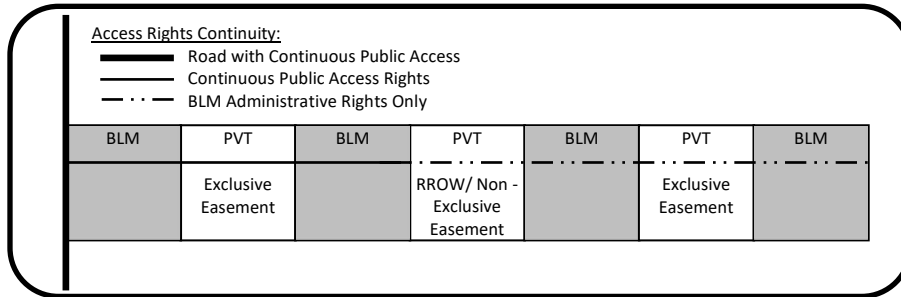 Access Rights Continuity:
Road with Continuous Public Access
Continuous Public Access Rights
BLM Administrative Rights Only
BLM PVT BLM PVT BLM PVT BLM
Exclusive
Easement
RROW/ Non -
Exclusive
Easement
Exclusive
Easement